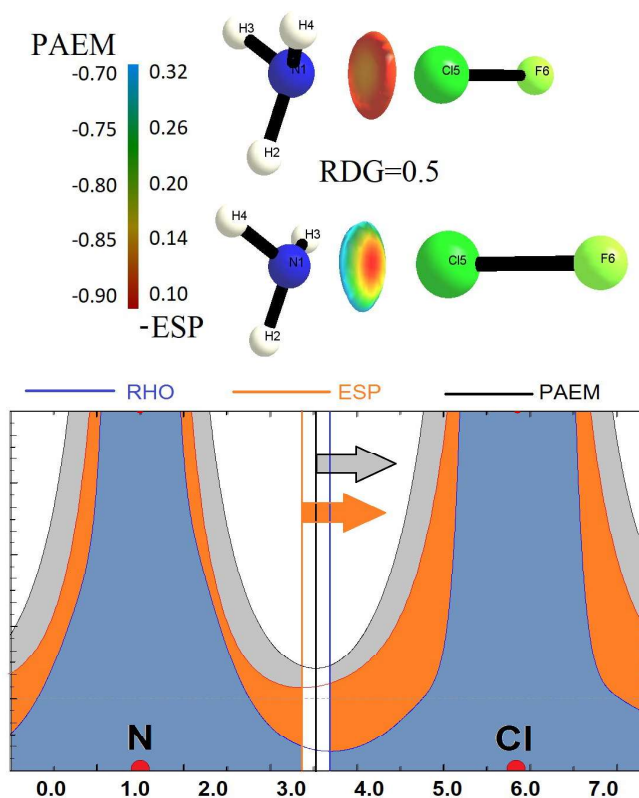 PAEM
-0.70
-0.75
-0.80
-0.85
-0.90
0.32
0.26
0.20
0.14
0.10
-ESP
H3
H4
N1
H2
Cl5
F6
RDG=0.5
H4
H3
N1
H2
Cl5
F6
RHO
ESP
PAEM
N
Cl
0.0 1.0 2.0 3.0 4.0 5.0 6.0 7.0